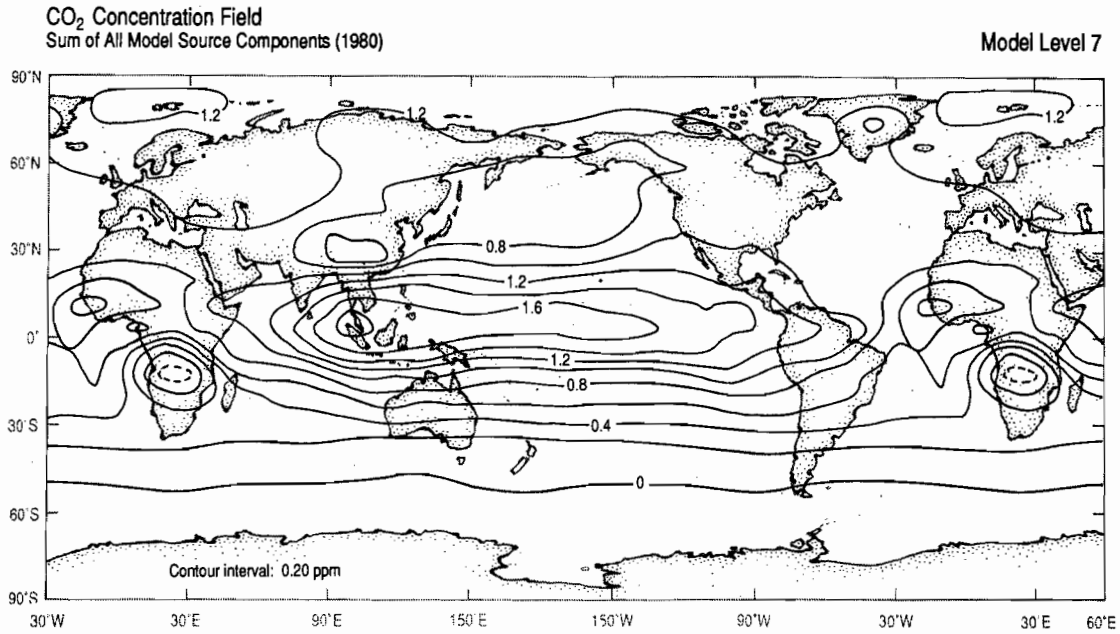 CO₂ Concentration Field
Sum of All Model Source Components (1980)
Model Level 7
90°N
1.2
1.2
1.2
60°N
30°N
0.8
1.2
1.6
0°
1.2
0.8
30°S
0.4
0
60°S
Contour interval: 0.20 ppm
90°S
30°W
30°E
90°E
150°E
150°W
90°W
30°W
30°E
60°E